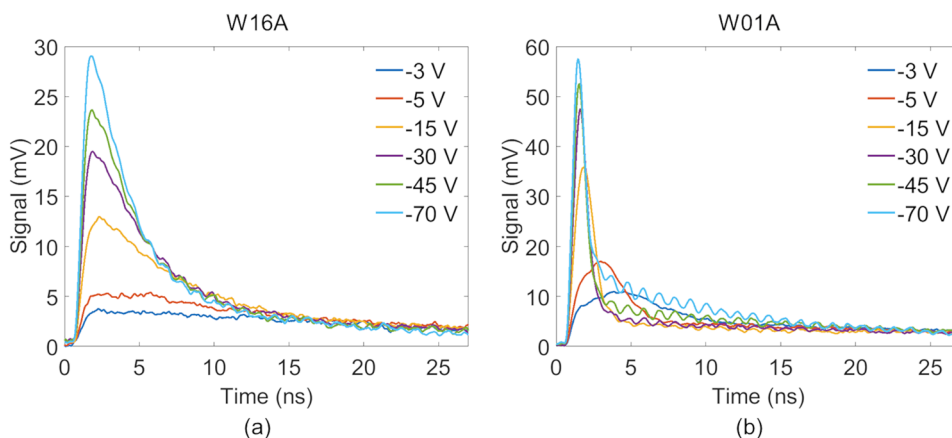 W16A
30
25
20
15
10
5
0
Signal (mV)
-3 V
-5 V
-15 V
-30 V
-45 V
-70 V
0 5 10 15 20 25
Time (ns)
(a)
W01A
60
50
40
30
20
10
0
Signal (mV)
-3 V
-5 V
-15 V
-30 V
-45 V
-70 V
0 5 10 15 20 25
Time (ns)
(b)